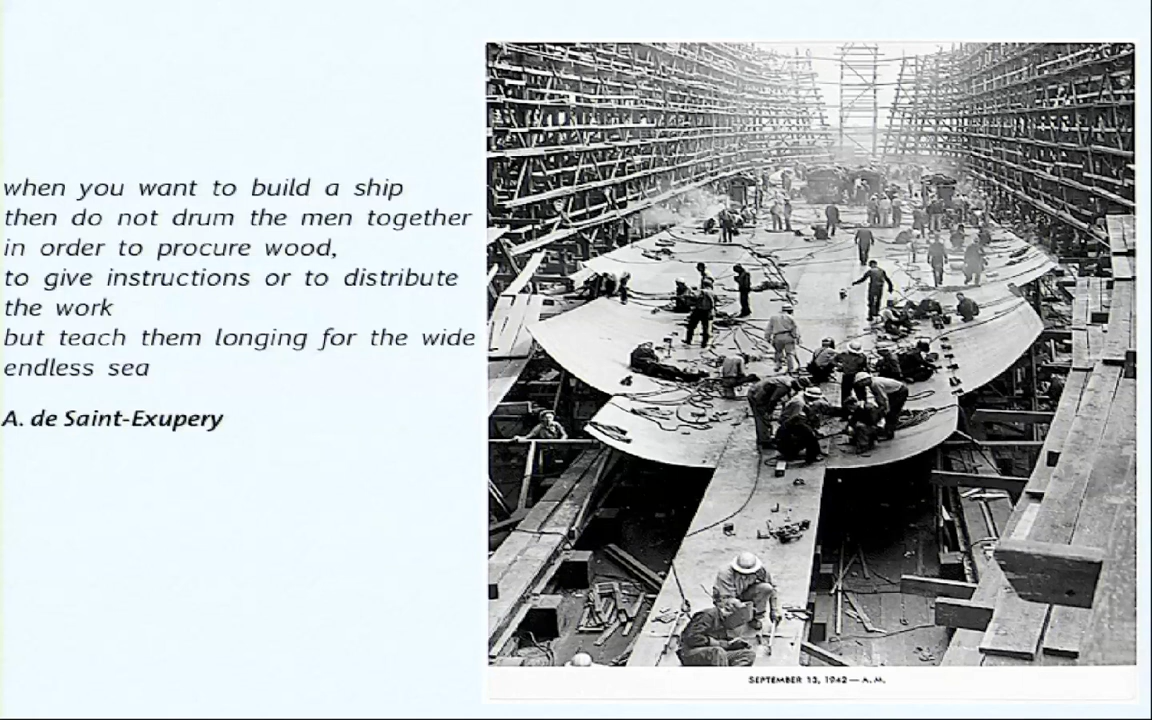 when you want to build a ship
then do not drum the men together
in order to procure wood,
to give instructions or to distribute
the work
but teach them longing for the wide
endless sea
A. de Saint-Exupery
SEPTEMBER 13, 1942—A.M.